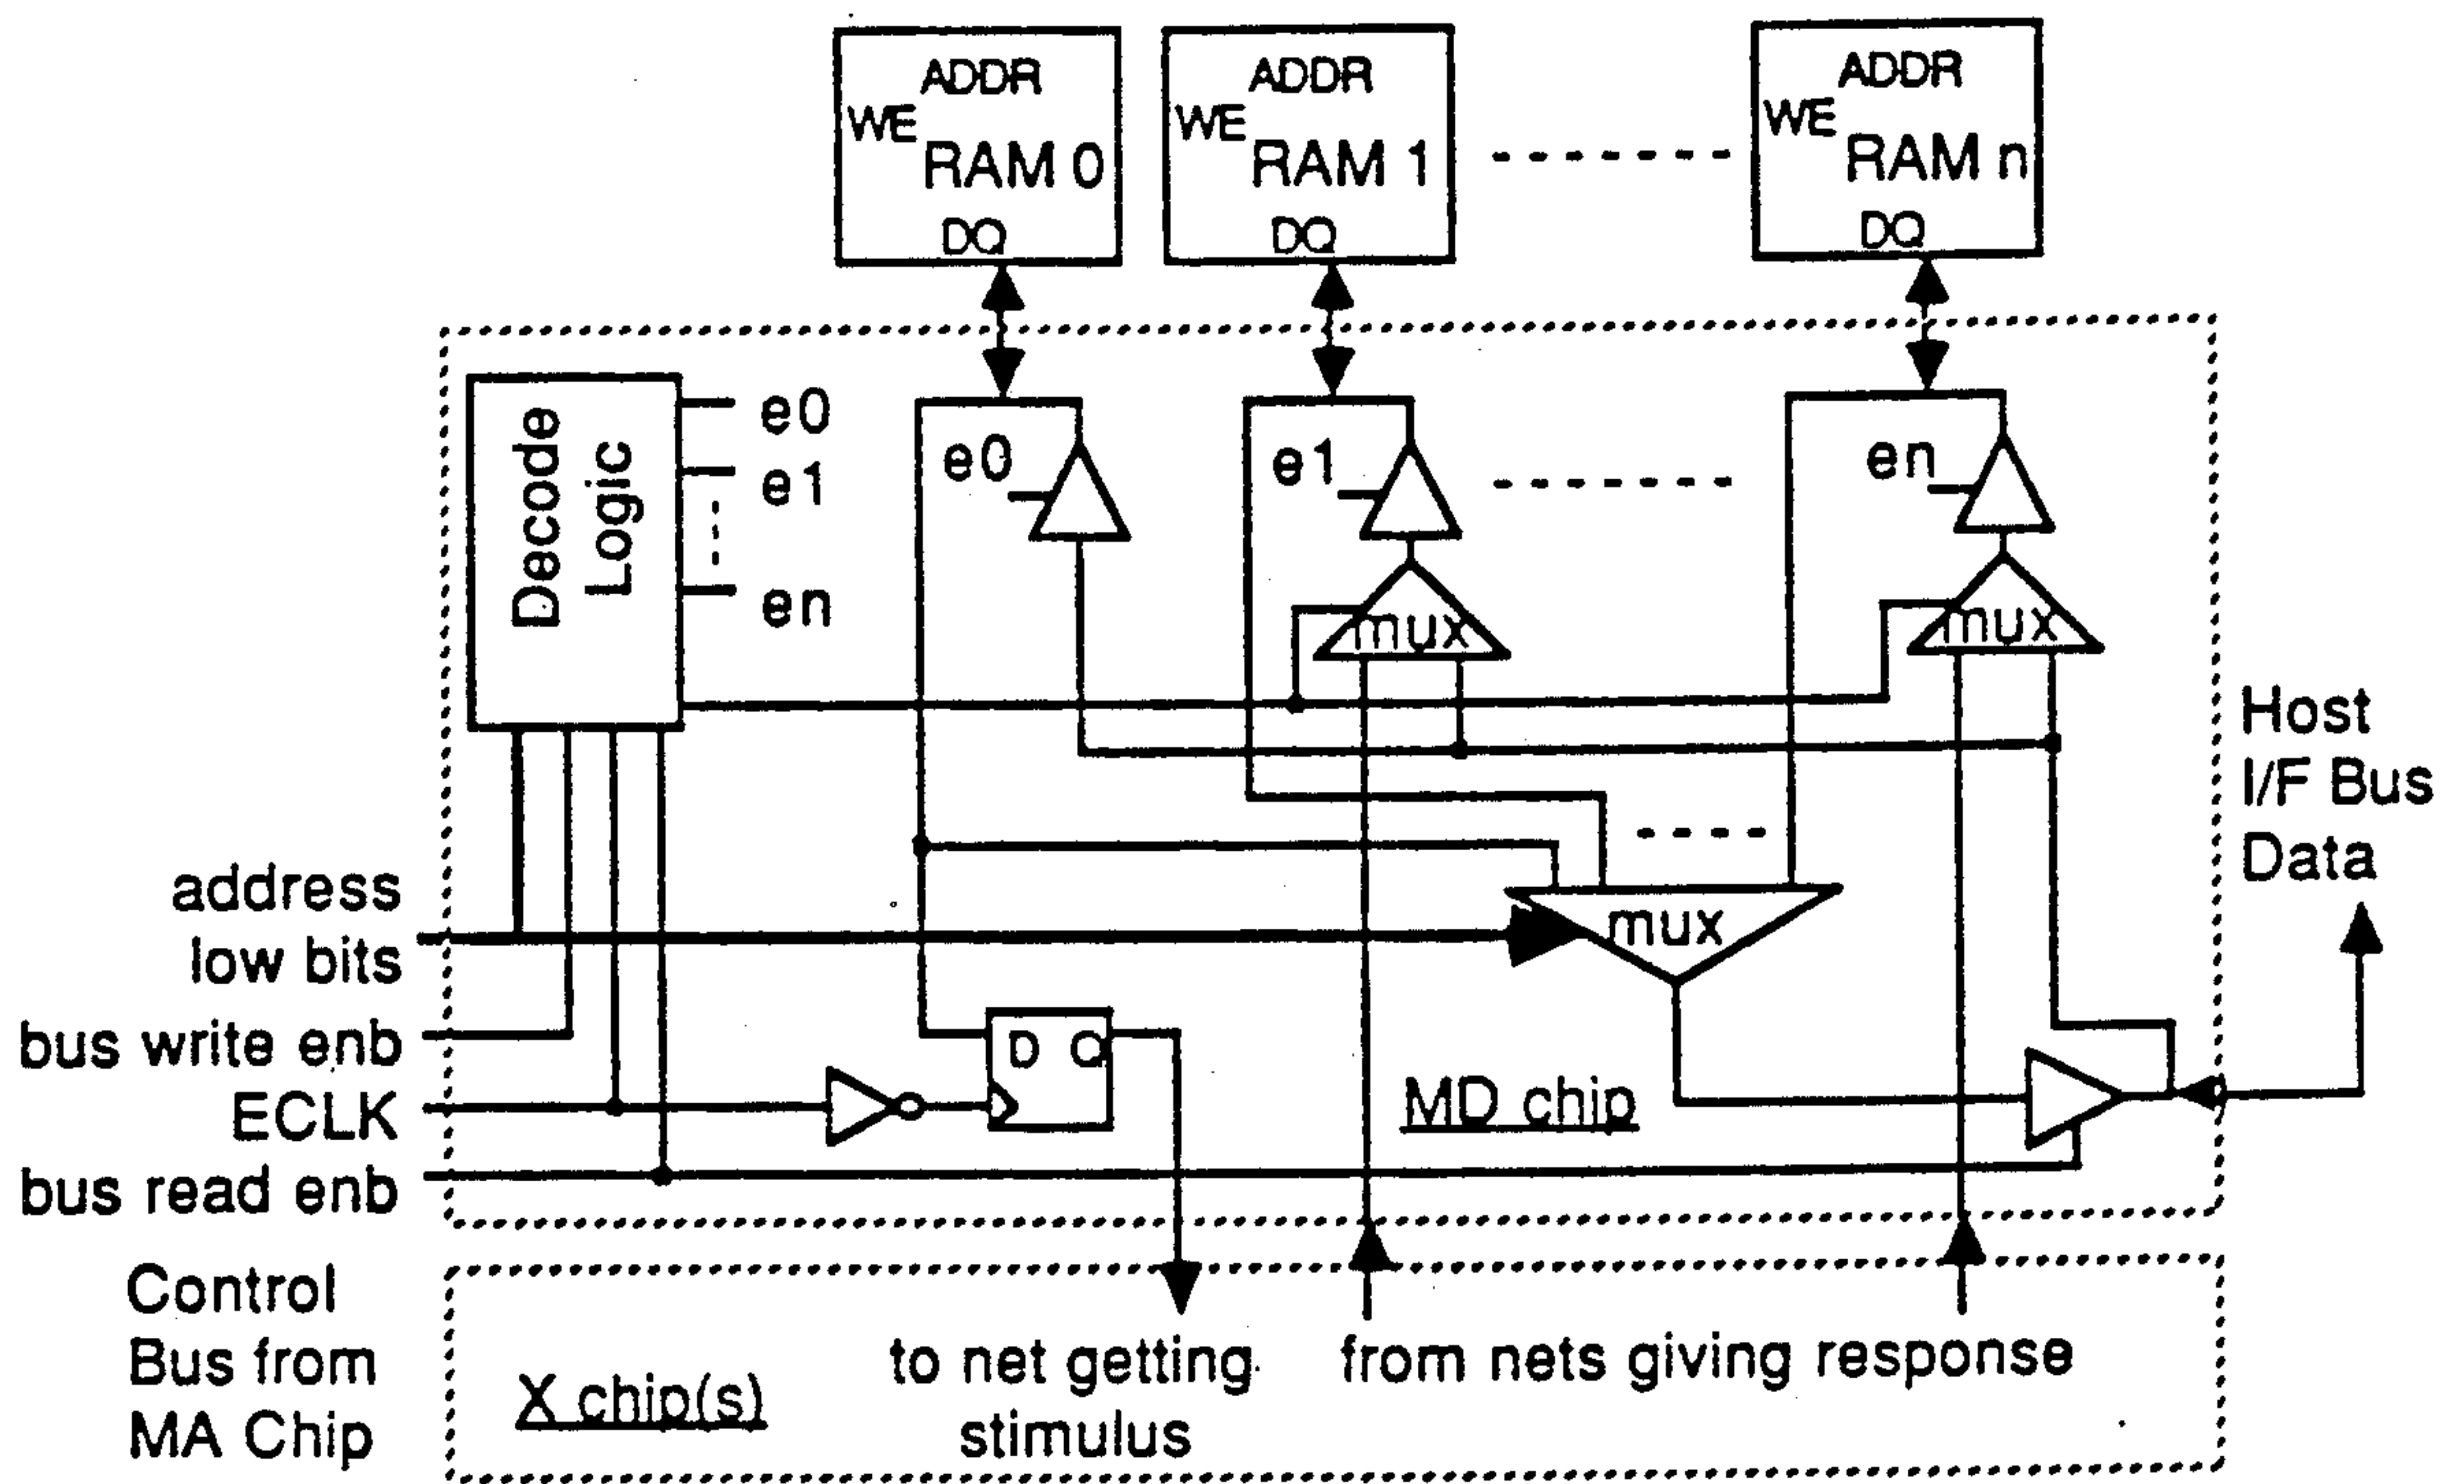 ADDR
WE
RAM 0
DQ
ADDR
WE
RAM 1
DQ
ADDR
WE
RAM n
DQ
Decode
Logic
e0
e1
en
e0
e1
en
mux
mux
mux
Host
I/F Bus
Data
address
low bits
bus write enb
ECLK
bus read enb
D Q
MD chip
Control
Bus from
MA Chip
X chip(s)
to net getting
stimulus
from nets giving response